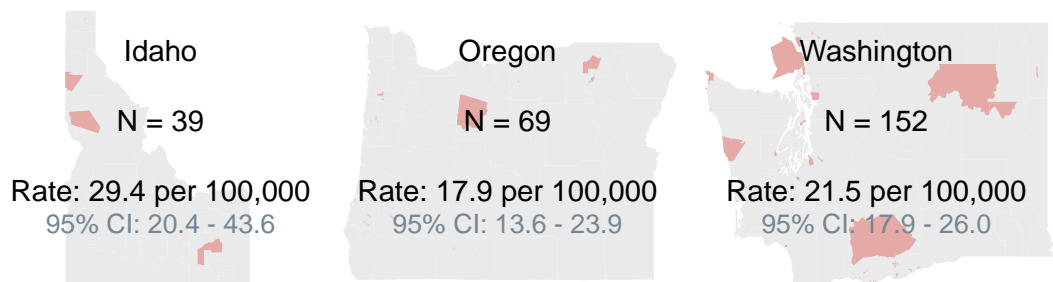 Idaho
N = 39
Rate: 29.4 per 100,000
95% CI: 20.4 - 43.6
Oregon
N = 69
Rate: 17.9 per 100,000
95% CI: 13.6 - 23.9
Washington
N = 152
Rate: 21.5 per 100,000
95% CI: 17.9 - 26.0